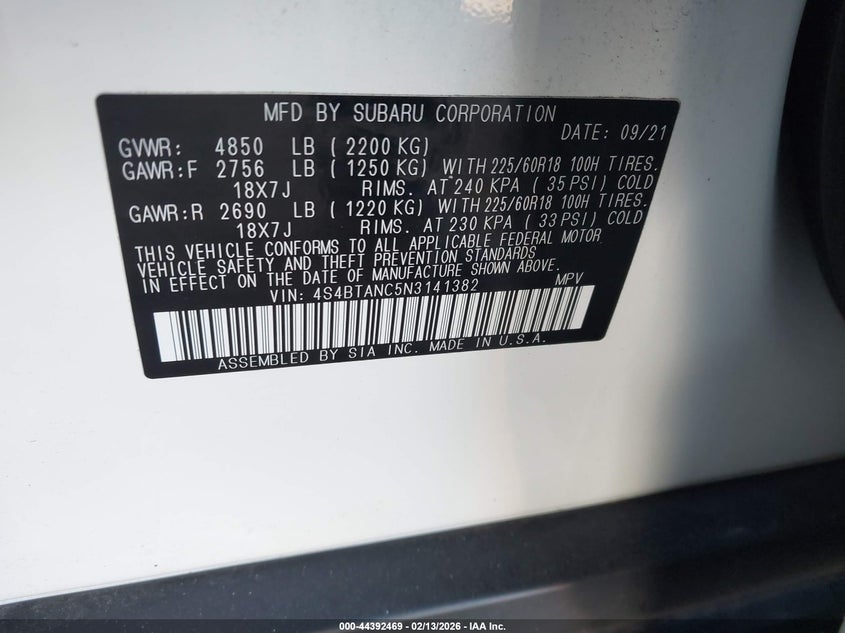 MFD BY SUBARU CORPORATION
DATE: 09/21
GVWR: 4850 LB ( 2200 KG)
GAWR:F 2756 LB ( 1250 KG) WITH 225/60R18 100H TIRES.
18X7J RIMS. AT 240 KPA ( 35 PSI) COLD
GAWR:R 2690 LB ( 1220 KG) WITH 225/60R18 100H TIRES.
18X7J RIMS. AT 230 KPA ( 33 PSI) COLD
THIS VEHICLE CONFORMS TO ALL APPLICABLE FEDERAL MOTOR
VEHICLE SAFETY AND THEFT PREVENTION STANDARDS
IN EFFECT ON THE DATE OF MANUFACTURE SHOWN ABOVE.
VIN: 4S4BTANC5N3141382 MPV
ASSEMBLED BY SIA INC. MADE IN U.S.A.
000-44392469 - 02/13/2026 - IAA Inc.